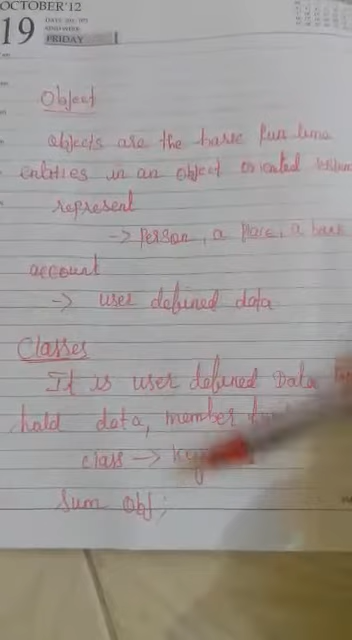 OCTOBER'12
19
FRIDAY
Object
Objects are the basic run time
entities in an object oriented
represent
-> person, a place, a bank
account
-> user defined data
Classes
It is user defined Data
hold data, member
class ->
Sum obj;